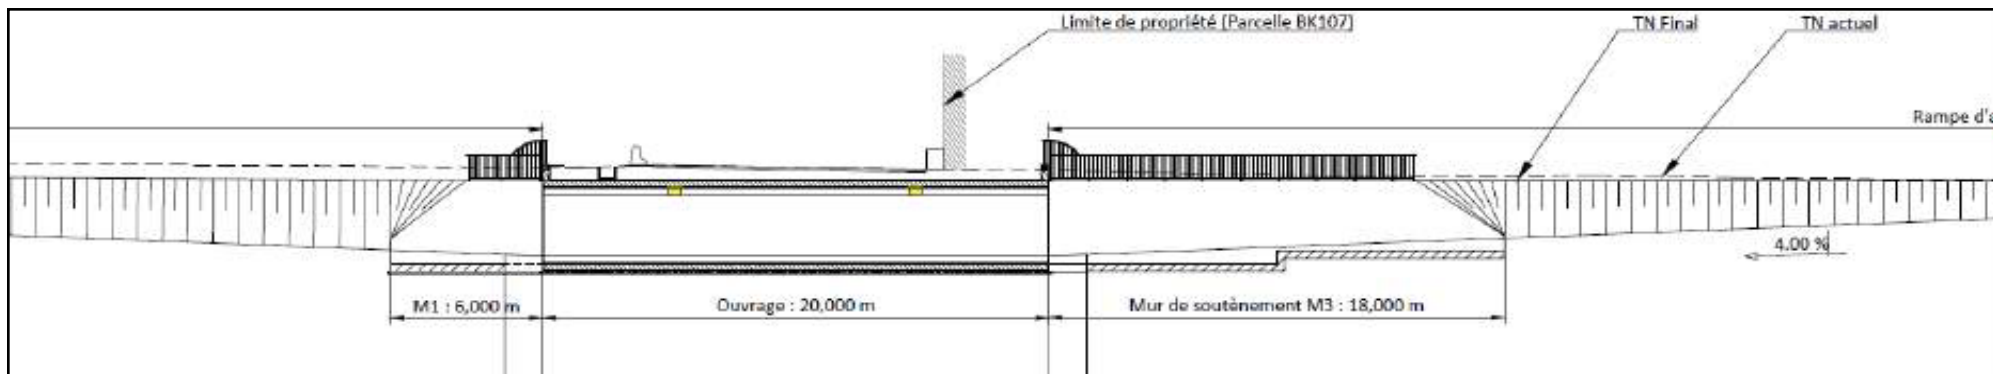 Limite de propriété [Parcelle BK107]
TN Final
TN actuel
Rampe d'a
4.00 %
M1 : 6,000 m
Ouvrage : 20,000 m
Mur de soutènement M3 : 18,000 m